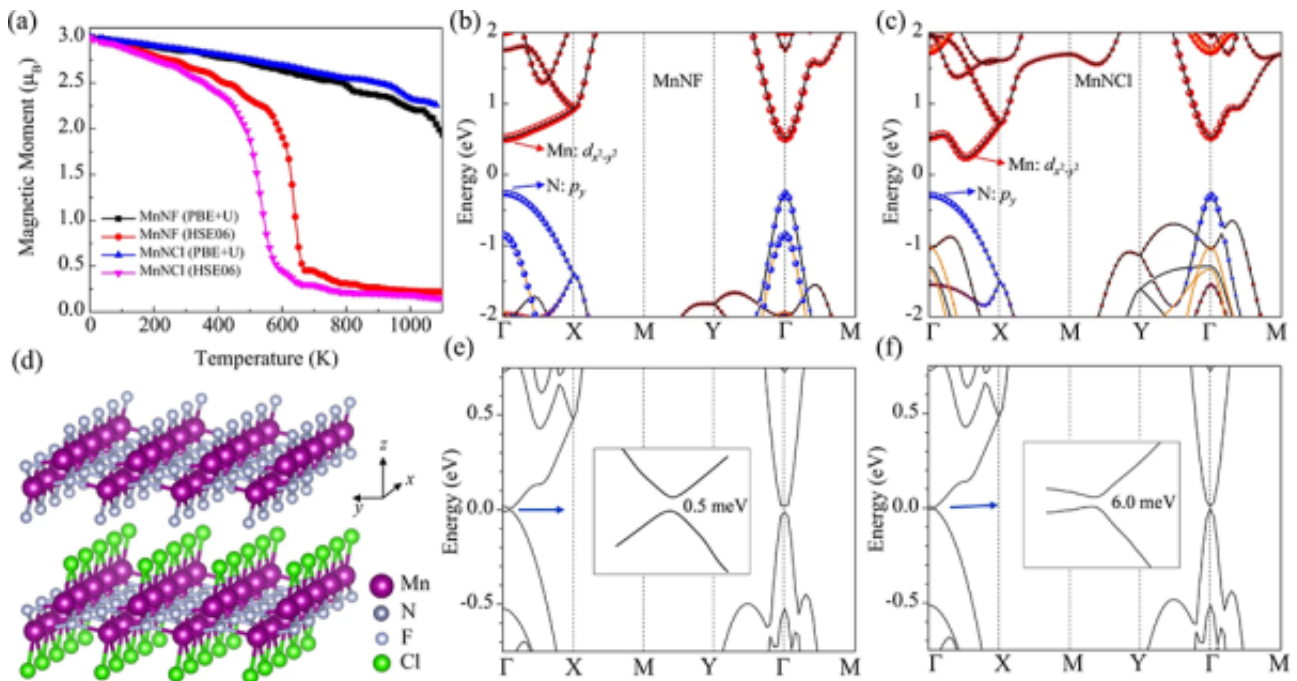 (a)
3.0
2.5
2.0
1.5
1.0
0.5
0.0
Magnetic Moment (μB)
MnNF (PBE+U)
MnNF (HSE06)
MnNCl (PBE+U)
MnNCl (HSE06)
0 200 400 600 800 1000
Temperature (K)
(b)
2
1
0
-1
-2
Energy (eV)
MnNF
Mn: dx²-y²
N: py
Γ X M Y Γ M
(c)
2
1
0
-1
-2
Energy (eV)
MnNCl
Mn: dx²-y²
N: py
Γ X M Y Γ M
(d)
z
x
y
Mn
N
F
Cl
(e)
0.5
0.0
-0.5
Energy (eV)
0.5 meV
Γ X M Y Γ M
(f)
0.5
0.0
-0.5
Energy (eV)
6.0 meV
Γ X M Y Γ M